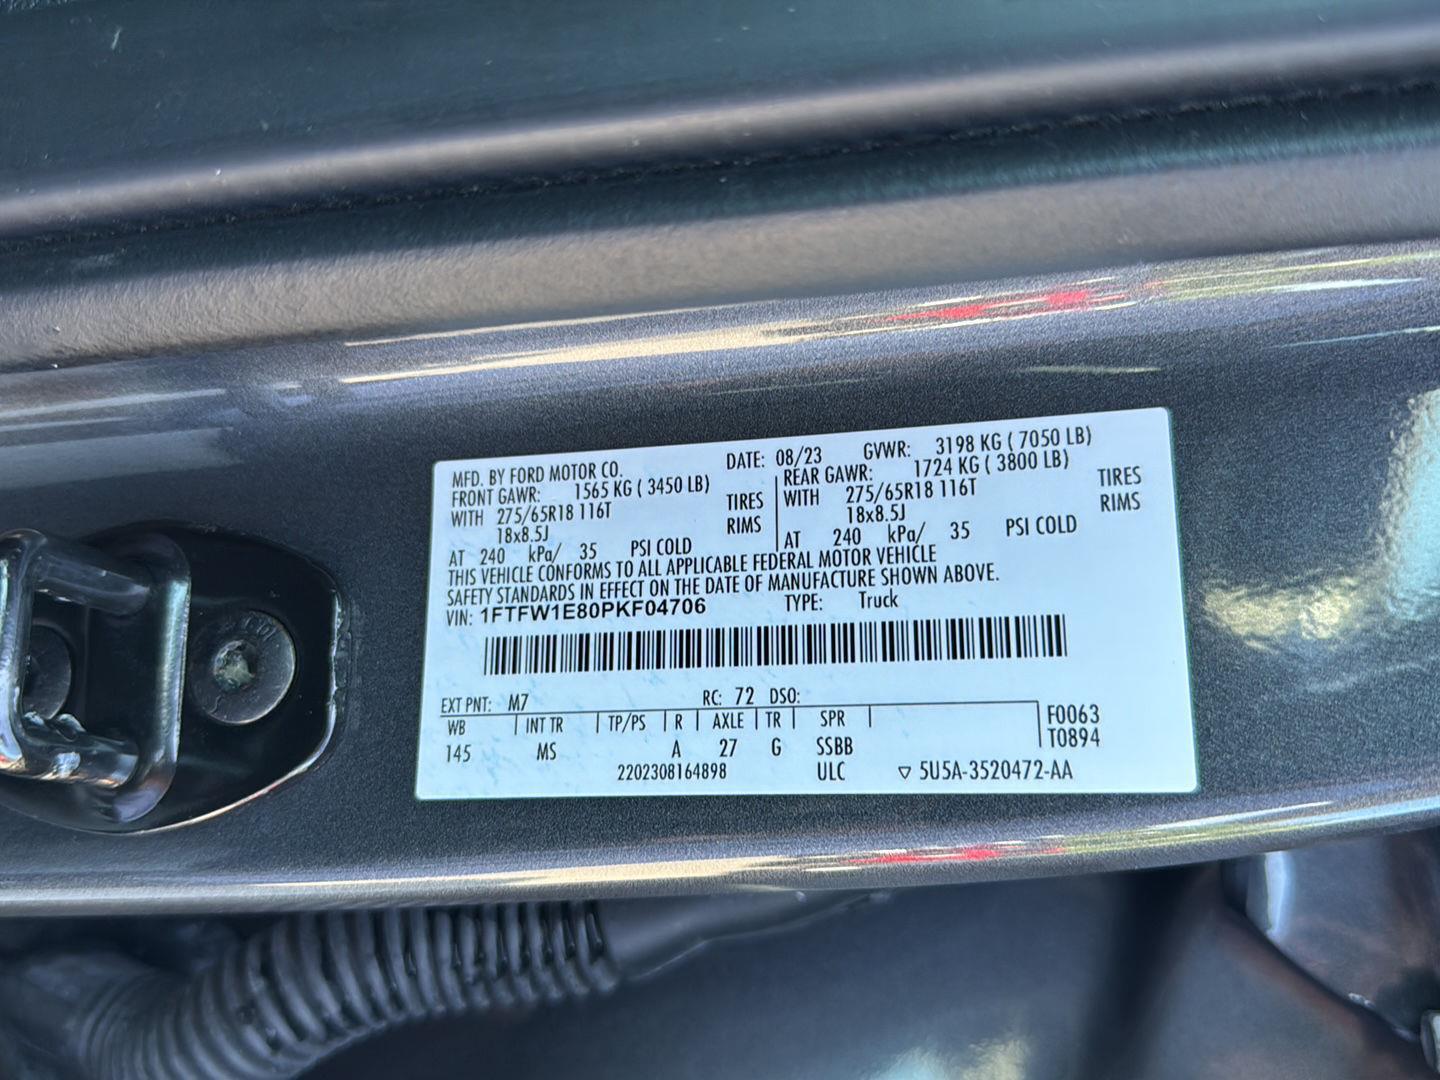 MFD. BY FORD MOTOR CO. DATE: 08/23 GVWR: 3198 KG ( 7050 LB)
FRONT GAWR: 1565 KG ( 3450 LB) REAR GAWR: 1724 KG ( 3800 LB)
WITH 275/65R18 116T TIRES WITH 275/65R18 116T TIRES
18x8.5J RIMS 18x8.5J RIMS
AT 240 kPa/ 35 PSI COLD AT 240 kPa/ 35 PSI COLD
THIS VEHICLE CONFORMS TO ALL APPLICABLE FEDERAL MOTOR VEHICLE
SAFETY STANDARDS IN EFFECT ON THE DATE OF MANUFACTURE SHOWN ABOVE.
VIN: 1FTFW1E80PKF04706 TYPE: Truck
EXT PNT: M7 RC: 72 DSO:
WB INT TR TP/PS R AXLE TR SPR F0063
145 MS A 27 G SSBB T0894
2202308164898 ULC ▽ 5U5A-3520472-AA